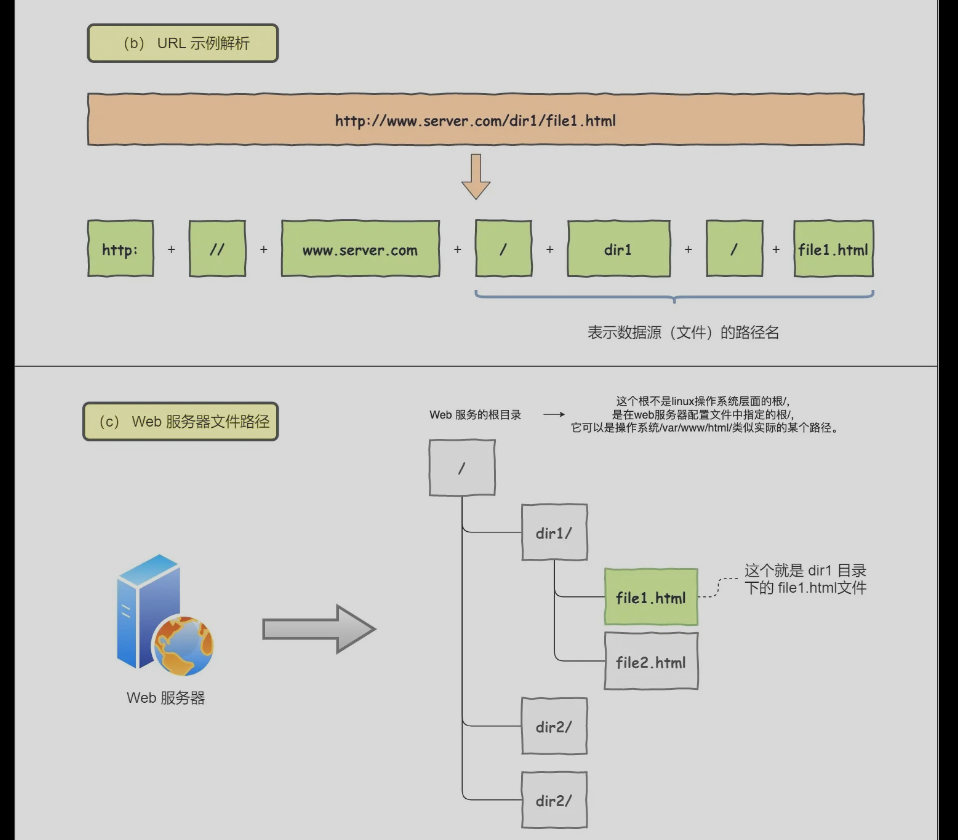 （b） URL 示例解析
http://www.server.com/dir1/file1.html
http: + // + www.server.com + / + dir1 + / + file1.html
表示数据源（文件）的路径名
（c） Web 服务器文件路径
Web 服务的根目录
这个根不是linux操作系统层面的根/,
是在web服务器配置文件中指定的根/,
它可以是操作系统/var/www/html/类似实际的某个路径。
/
dir1/
file1.html
这个就是 dir1 目录
下的 file1.html文件
file2.html
Web 服务器
dir2/
dir2/